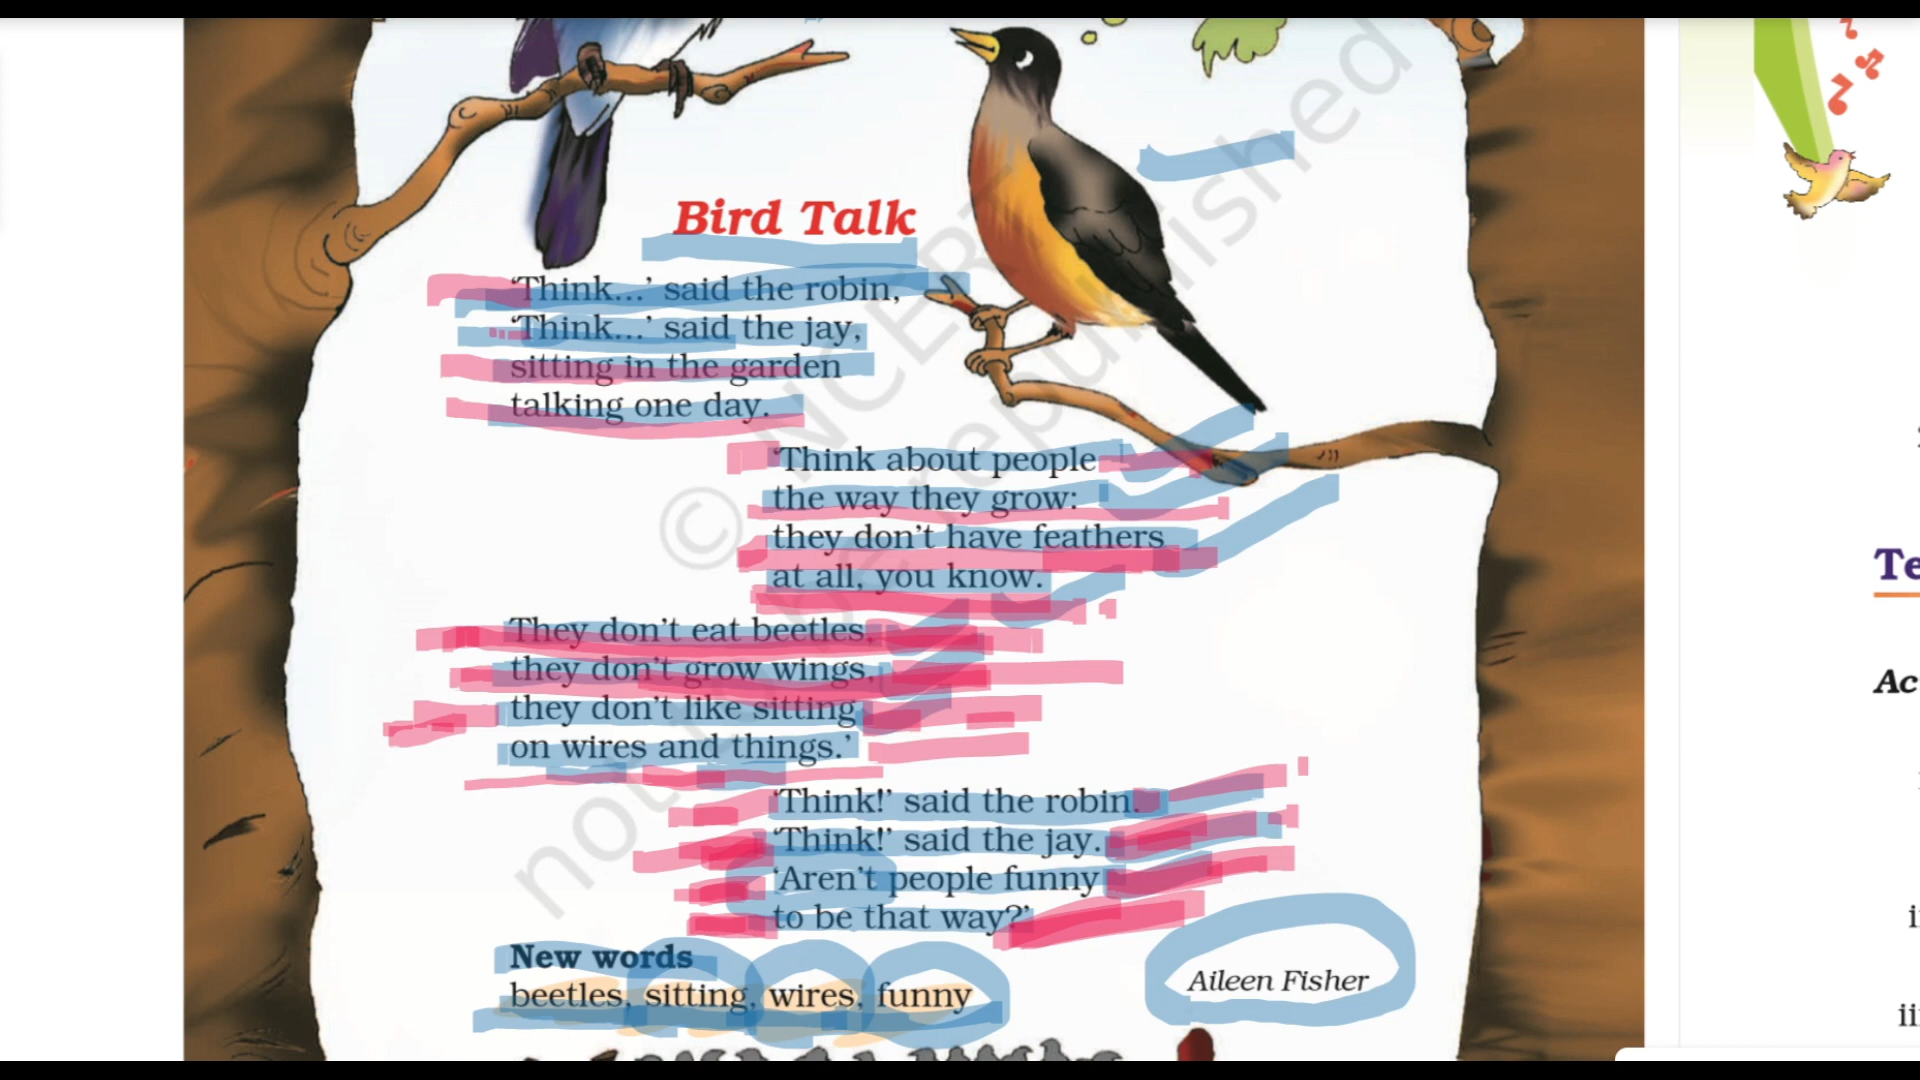 Bird Talk
‘Think...’ said the robin,
‘Think...’ said the jay,
sitting in the garden
talking one day.
‘Think about people
the way they grow:
they don’t have feathers
at all, you know.
They don’t eat beetles,
they don’t grow wings,
they don’t like sitting
on wires and things.’
‘Think!’ said the robin.
‘Think!’ said the jay.
‘Aren’t people funny
to be that way?’
New words
beetles, sitting, wires, funny
Aileen Fisher
© NCERT
not be republished
Te
Ac